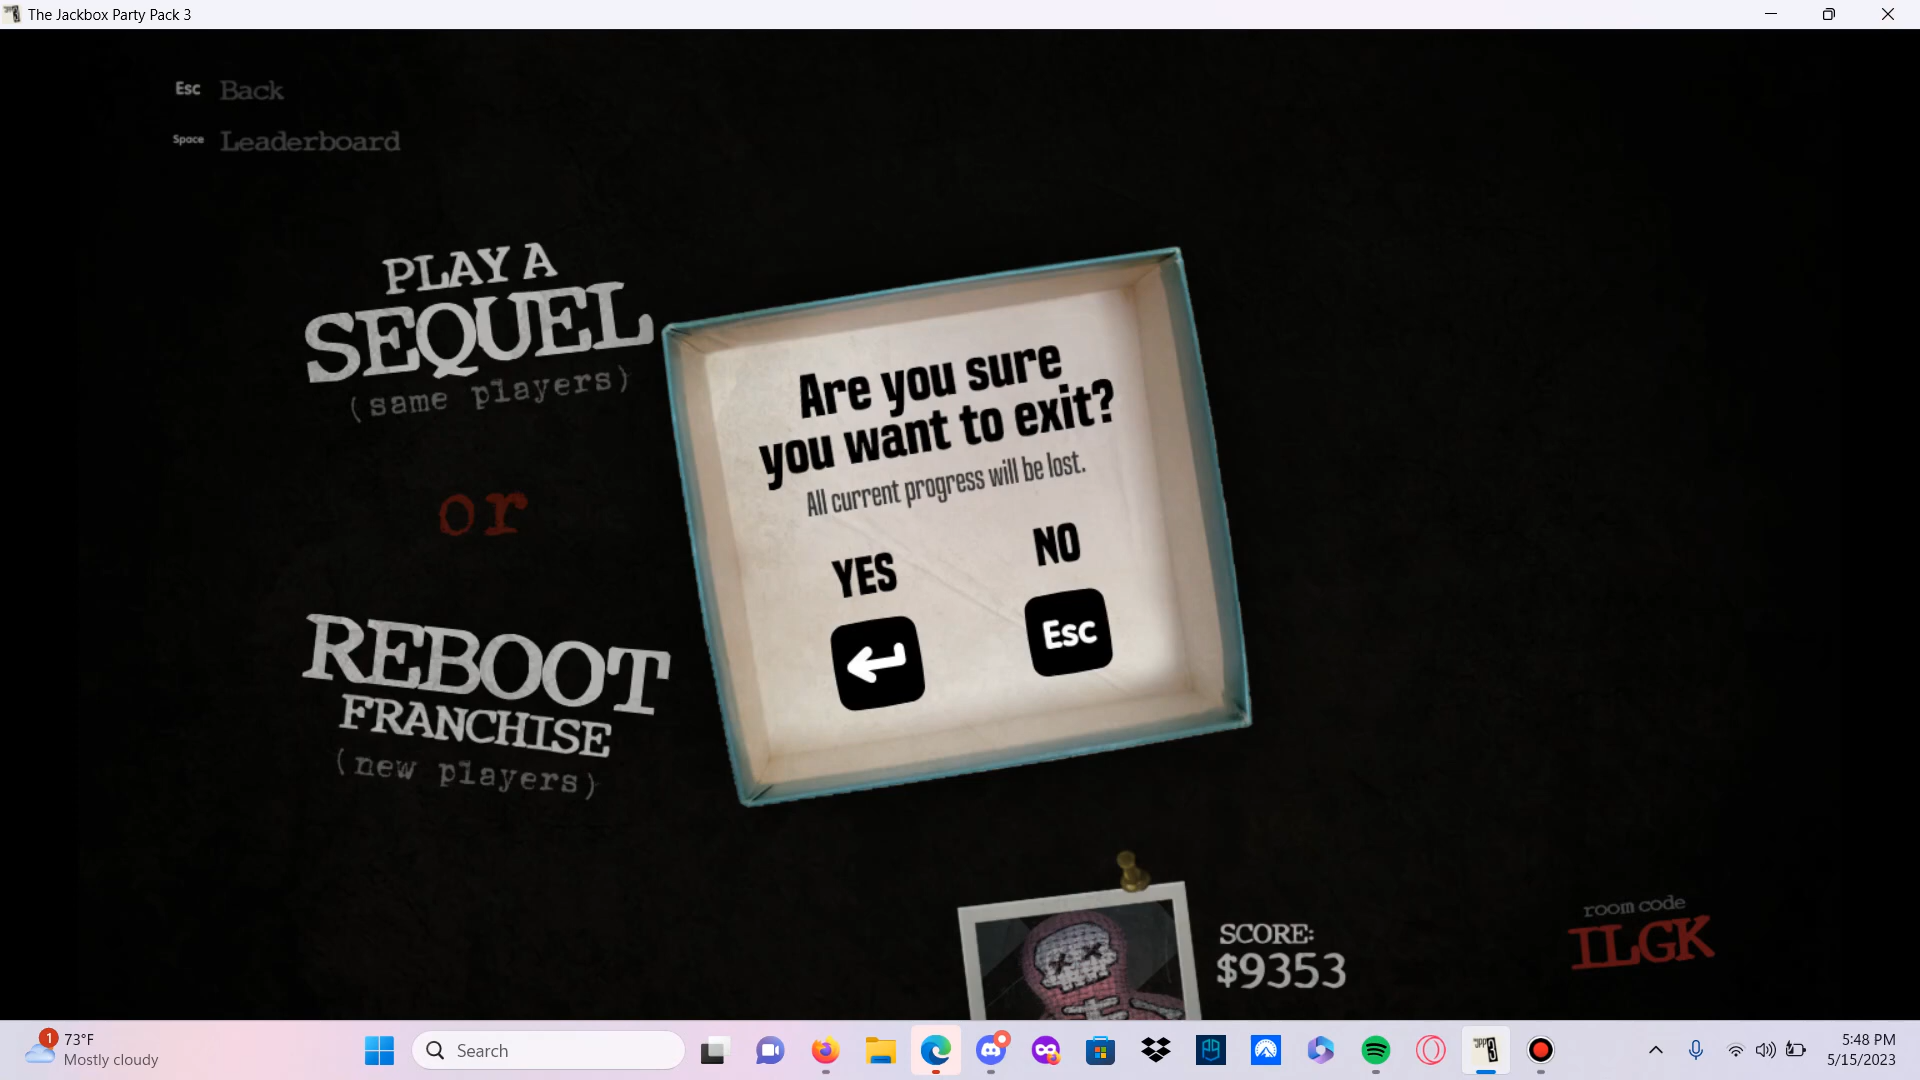 The Jackbox Party Pack 3
Esc Back
Space Leaderboard
PLAY A
SEQUEL
(same players)
or
REBOOT
FRANCHISE
(new players)
Are you sure
you want to exit?
All current progress will be lost.
YES
NO
Esc
SCORE:
$9353
room code
ILGK
1
73°F
Mostly cloudy
Search
5:48 PM
5/15/2023